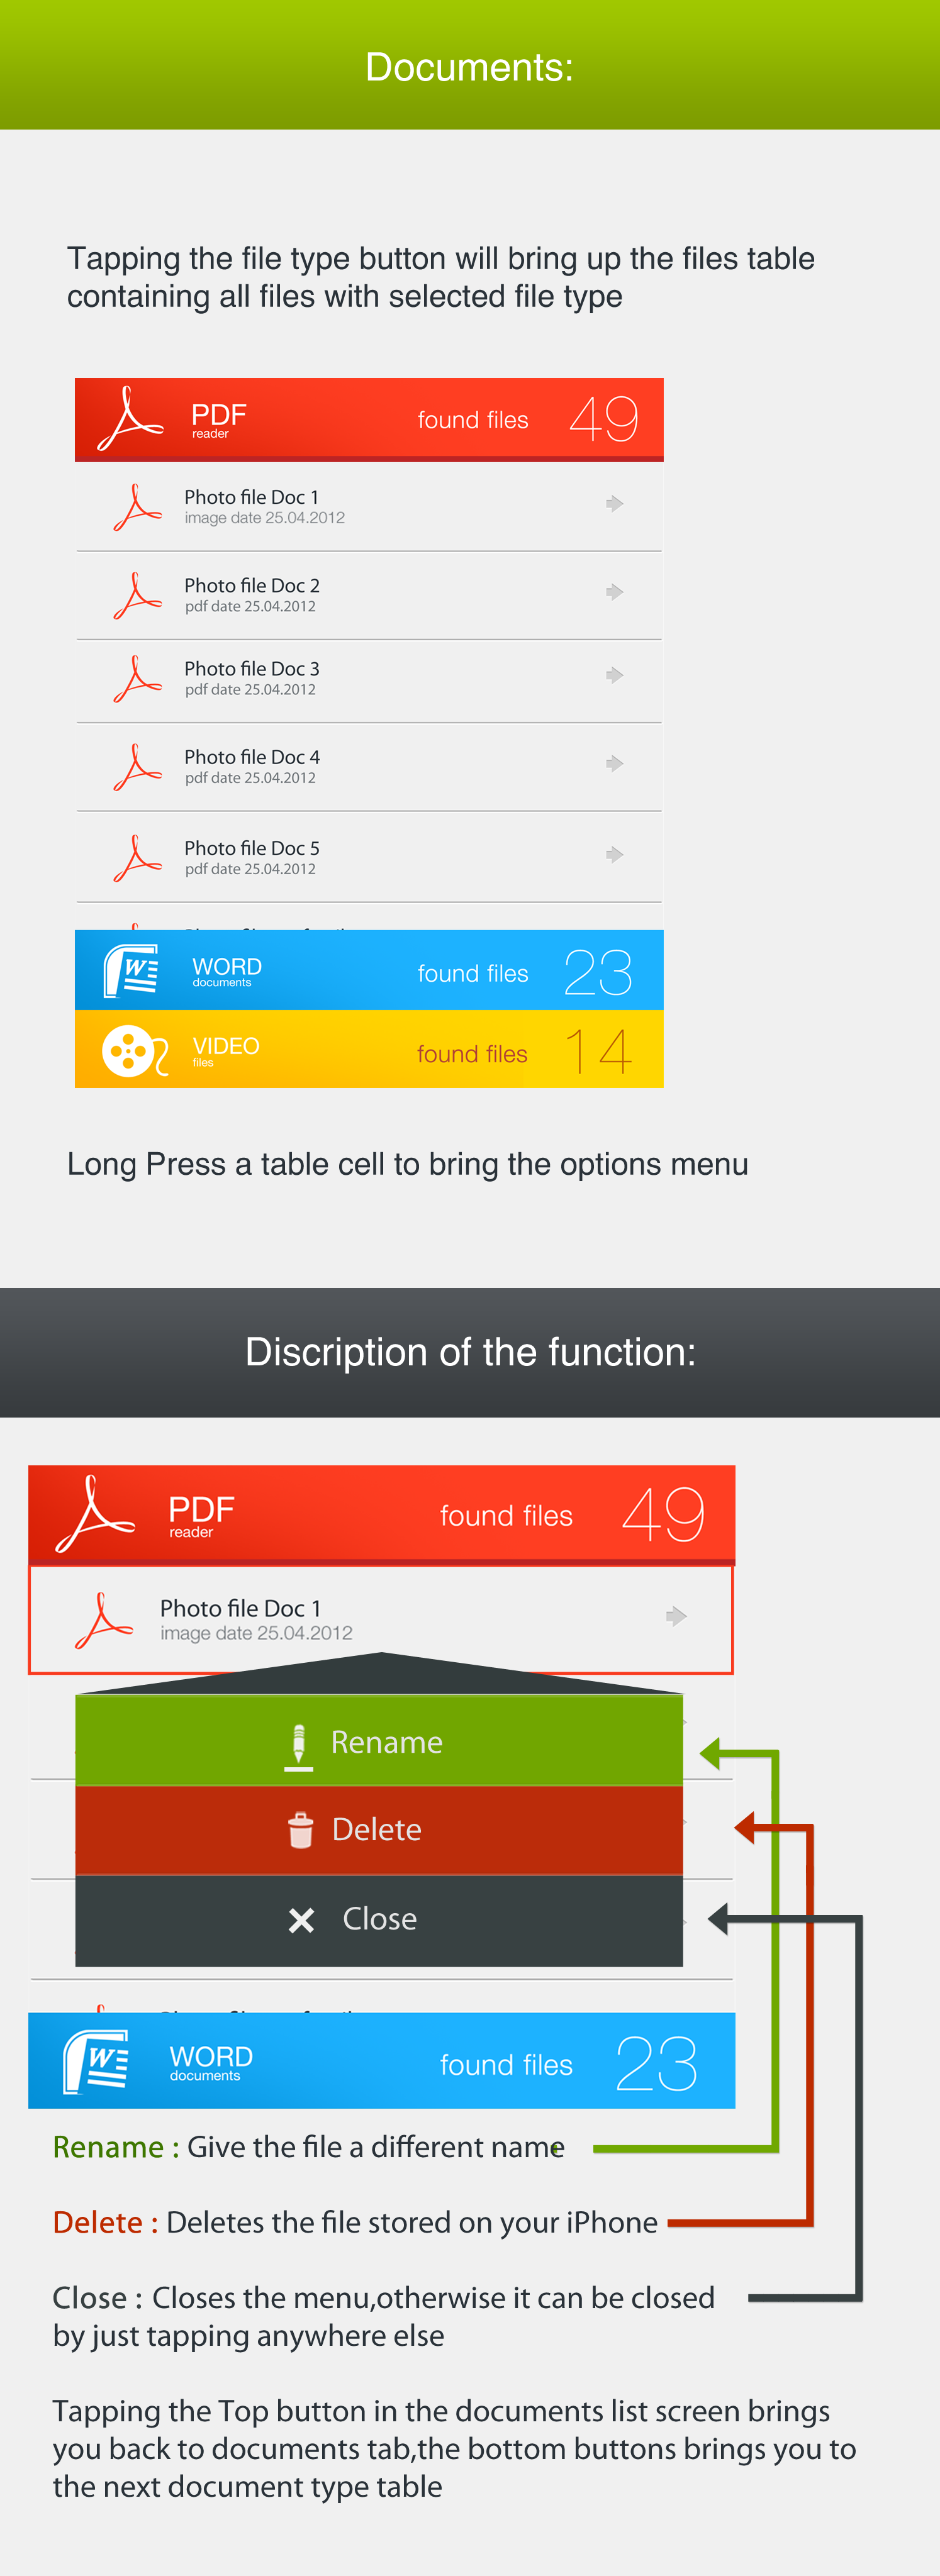 Documents:
Tapping the file type button will bring up the files table
containing all files with selected file type
PDF
reader
found files 49
Photo file Doc 1
image date 25.04.2012
Photo file Doc 2
pdf date 25.04.2012
Photo file Doc 3
pdf date 25.04.2012
Photo file Doc 4
pdf date 25.04.2012
Photo file Doc 5
pdf date 25.04.2012
W
WORD
documents
found files 23
VIDEO
files
found files 14
Long Press a table cell to bring the options menu
Discription of the function:
PDF
reader
found files 49
Photo file Doc 1
image date 25.04.2012
Rename
Delete
Close
W
WORD
documents
found files 23
Rename : Give the file a different name
Delete : Deletes the file stored on your iPhone
Close : Closes the menu,otherwise it can be closed
by just tapping anywhere else
Tapping the Top button in the documents list screen brings
you back to documents tab,the bottom buttons brings you to
the next document type table